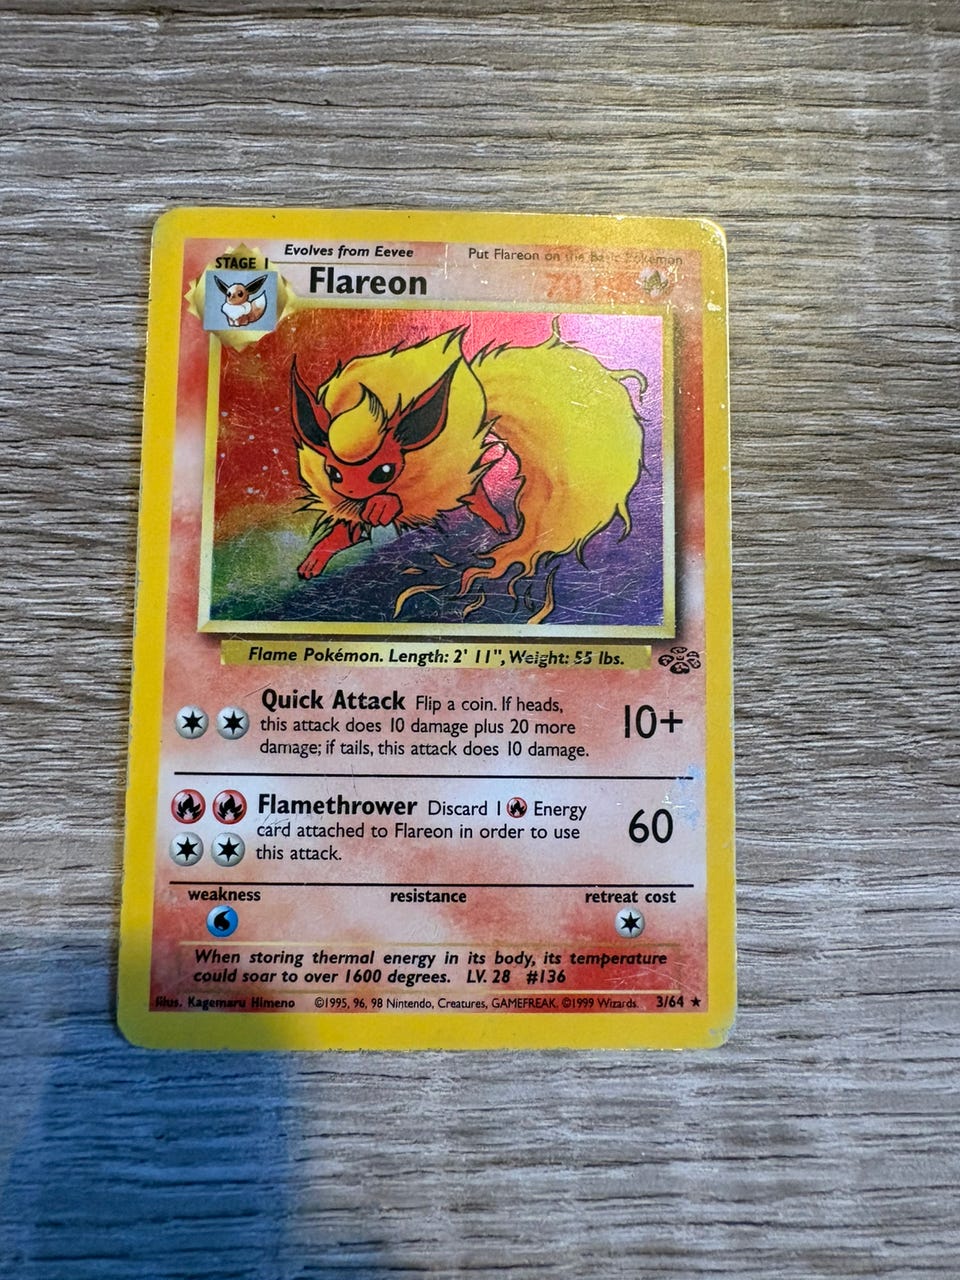 Evolves from Eevee
Put Flareon on the Basic Pokémon
STAGE 1
Flareon
70
Flame Pokémon. Length: 2' 11", Weight: 55 lbs.
Quick Attack Flip a coin. If heads,
this attack does 10 damage plus 20 more
damage; if tails, this attack does 10 damage.
10+
Flamethrower Discard 1 Energy
card attached to Flareon in order to use
this attack.
60
weakness
resistance
retreat cost
When storing thermal energy in its body, its temperature
could soar to over 1600 degrees. LV. 28 #136
Illus. Kagemaru Himeno ©1995, 96, 98 Nintendo, Creatures, GAMEFREAK. ©1999 Wizards. 3/64 ★